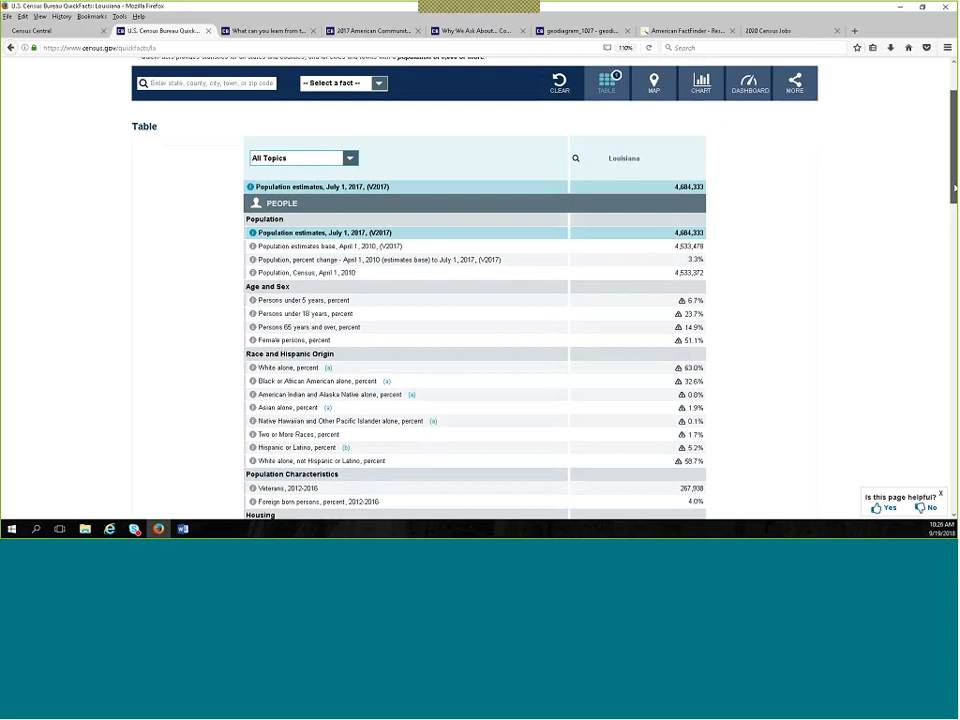 U.S. Census Bureau QuickFacts: Louisiana - Mozilla Firefox
File Edit View History Bookmarks Tools Help
Census Central
U.S. Census Bureau Quick...
What can you learn from t...
2017 American Communit...
Why We Ask About... Co...
geodiagram_1027 - geodi...
American FactFinder - Res...
2020 Census Jobs
https://www.census.gov/quickfacts/la
110%
Search
Enter state, county, city, town, or zip code
-- Select a fact --
CLEAR
TABLE
MAP
CHART
DASHBOARD
MORE
Table
All Topics
Louisiana
Population estimates, July 1, 2017, (V2017) 4,684,333
PEOPLE
Population
Population estimates, July 1, 2017, (V2017) 4,684,333
Population estimates base, April 1, 2010, (V2017) 4,533,478
Population, percent change - April 1, 2010 (estimates base) to July 1, 2017, (V2017) 3.3%
Population, Census, April 1, 2010 4,533,372
Age and Sex
Persons under 5 years, percent 6.7%
Persons under 18 years, percent 23.7%
Persons 65 years and over, percent 14.9%
Female persons, percent 51.1%
Race and Hispanic Origin
White alone, percent (a) 63.0%
Black or African American alone, percent (a) 32.6%
American Indian and Alaska Native alone, percent (a) 0.8%
Asian alone, percent (a) 1.9%
Native Hawaiian and Other Pacific Islander alone, percent (a) 0.1%
Two or More Races, percent 1.7%
Hispanic or Latino, percent (b) 5.2%
White alone, not Hispanic or Latino, percent 58.7%
Population Characteristics
Veterans, 2012-2016 267,938
Foreign born persons, percent, 2012-2016 4.0%
Housing
Is this page helpful? X
Yes No
10:26 AM
9/19/2018